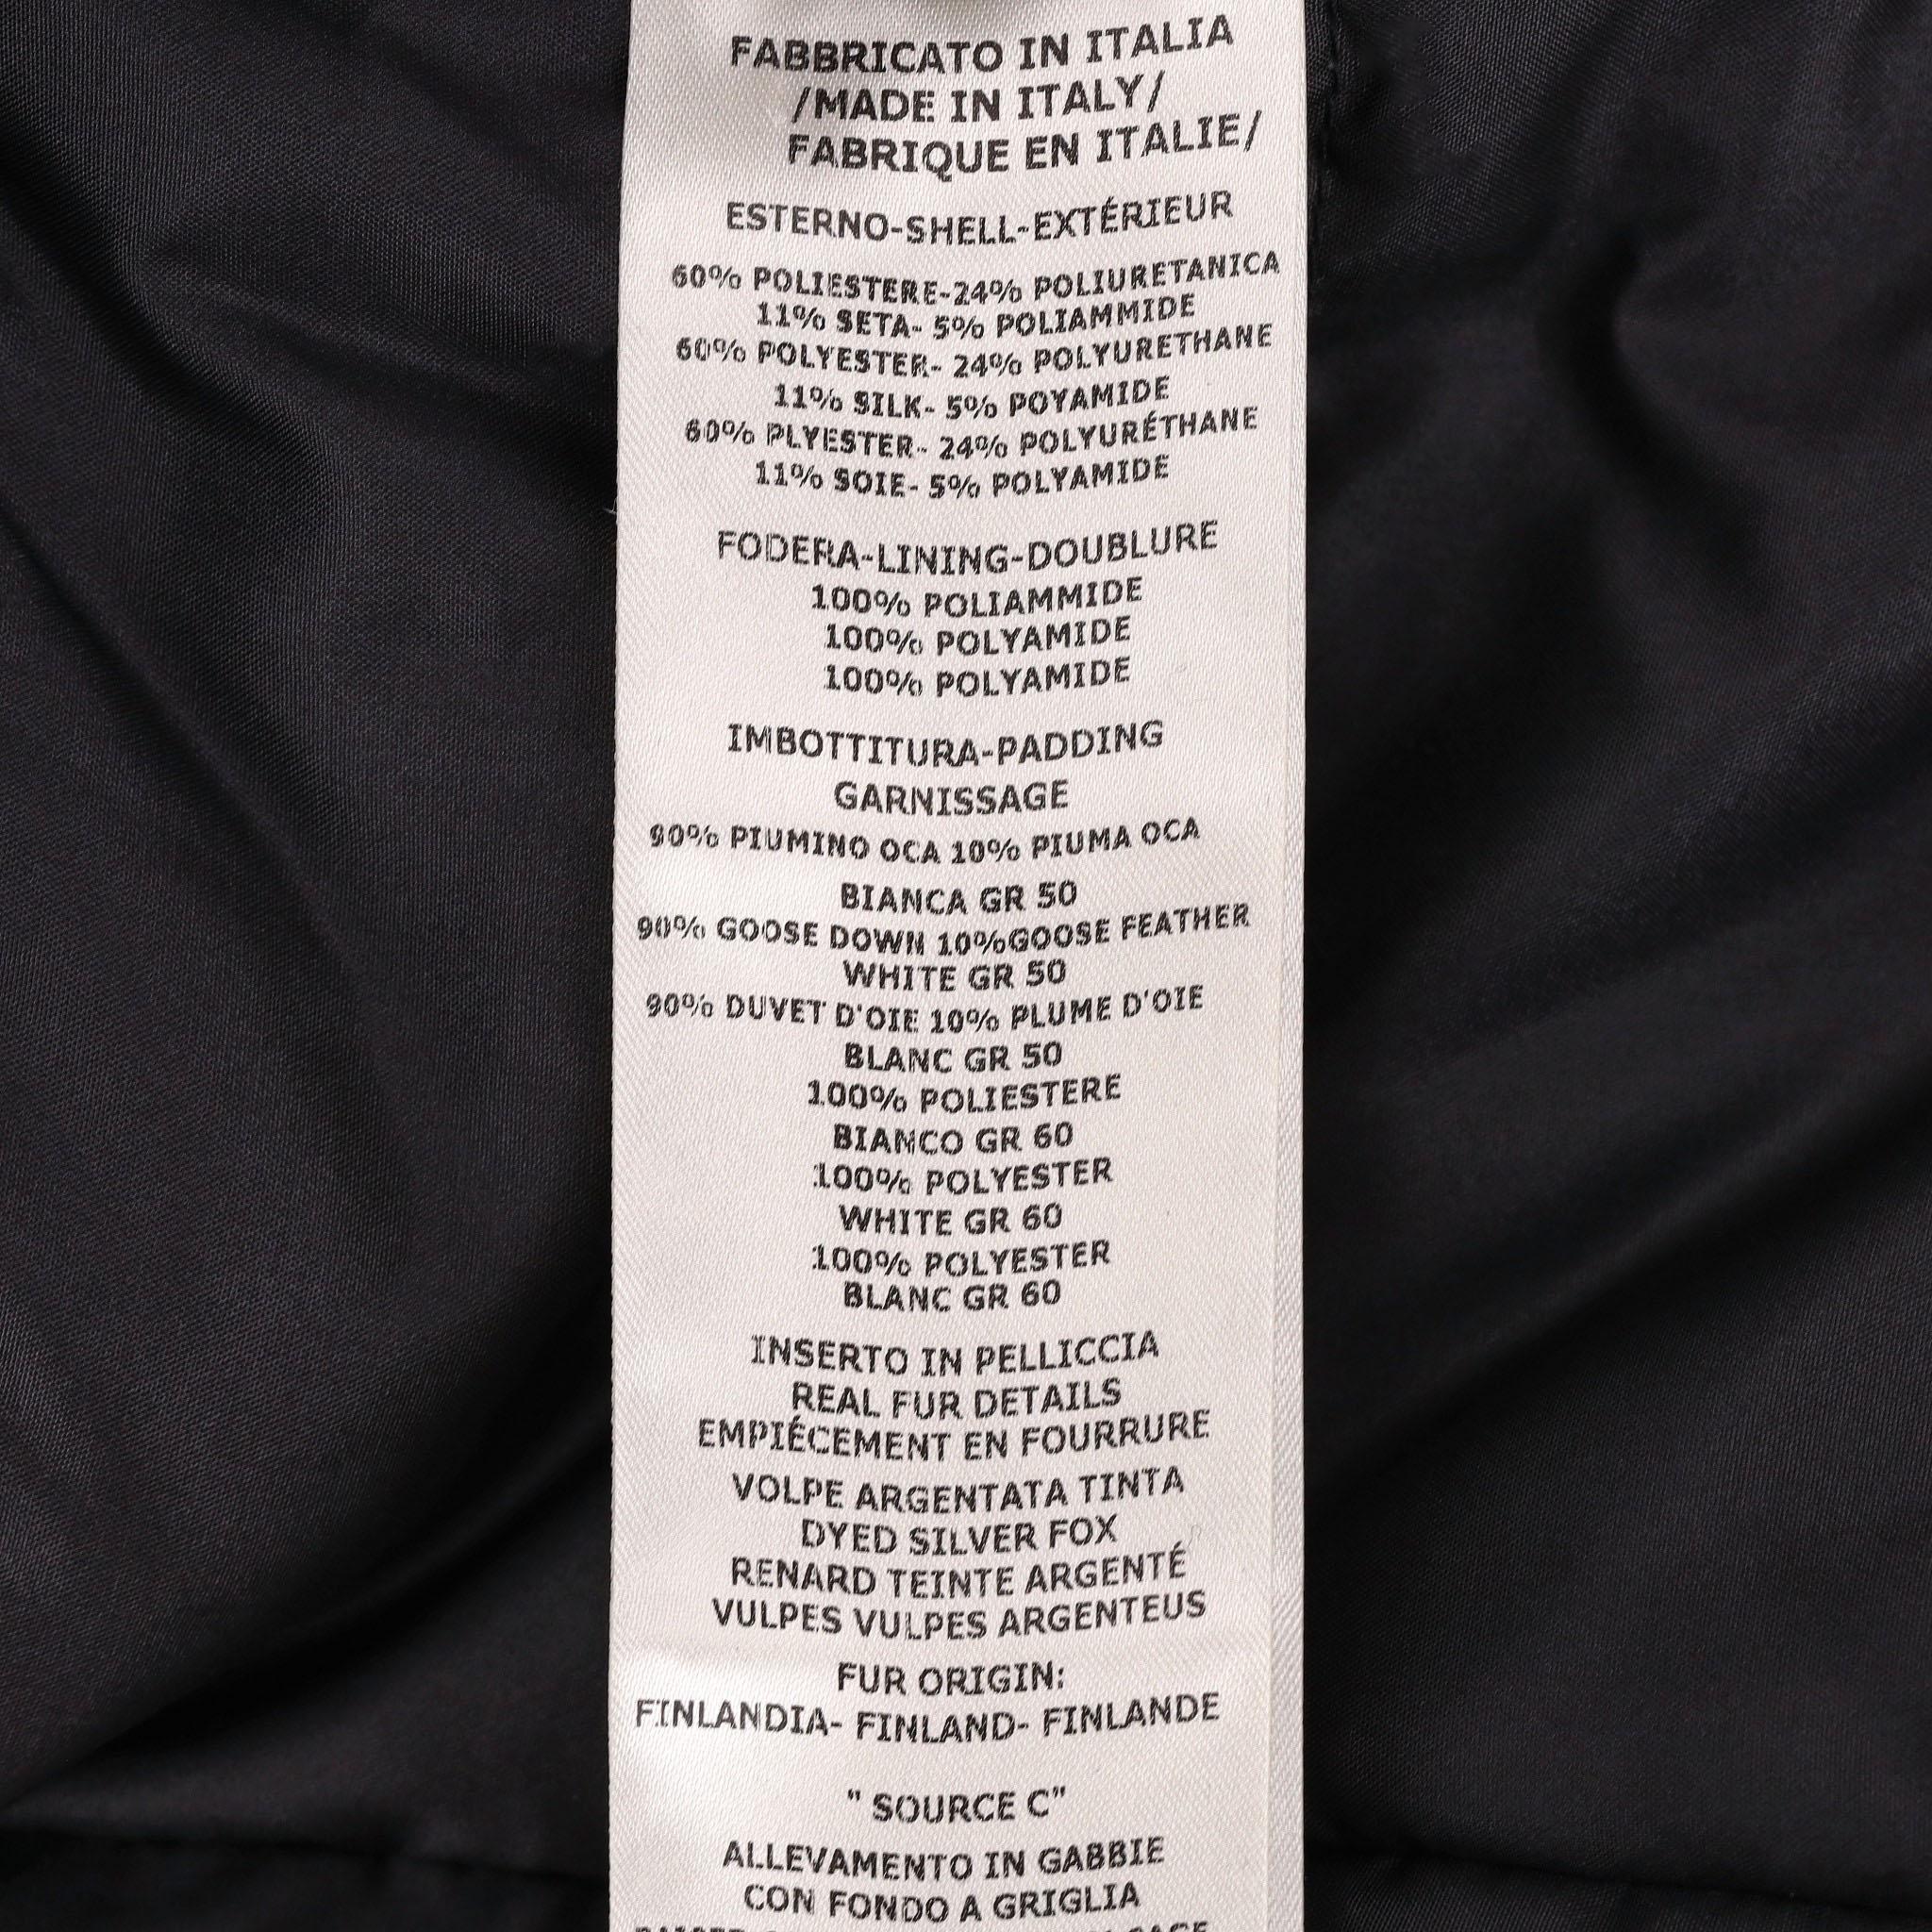 FABBRICATO IN ITALIA
/MADE IN ITALY/
FABRIQUE EN ITALIE/
ESTERNO-SHELL-EXTÉRIEUR
60% POLIESTERE-24% POLIURETANICA
11% SETA- 5% POLIAMMIDE
60% POLYESTER- 24% POLYURETHANE
11% SILK- 5% POYAMIDE
60% PLYESTER- 24% POLYURÉTHANE
11% SOIE- 5% POLYAMIDE
FODERA-LINING-DOUBLURE
100% POLIAMMIDE
100% POLYAMIDE
100% POLYAMIDE
IMBOTTITURA-PADDING
GARNISSAGE
90% PIUMINO OCA 10% PIUMA OCA
BIANCA GR 50
90% GOOSE DOWN 10%GOOSE FEATHER
WHITE GR 50
90% DUVET D'OIE 10% PLUME D'OIE
BLANC GR 50
100% POLIESTERE
BIANCO GR 60
100% POLYESTER
WHITE GR 60
100% POLYESTER
BLANC GR 60
INSERTO IN PELLICCIA
REAL FUR DETAILS
EMPIÉCEMENT EN FOURRURE
VOLPE ARGENTATA TINTA
DYED SILVER FOX
RENARD TEINTE ARGENTÉ
VULPES VULPES ARGENTEUS
FUR ORIGIN:
FINLANDIA- FINLAND- FINLANDE
" SOURCE C"
ALLEVAMENTO IN GABBIE
CON FONDO A GRIGLIA